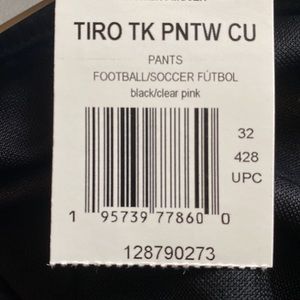 TIRO TK PNTW CU
PANTS
FOOTBALL/SOCCER FÚTBOL
black/clear pink
32
428
UPC
1 95739 77860 0
128790273